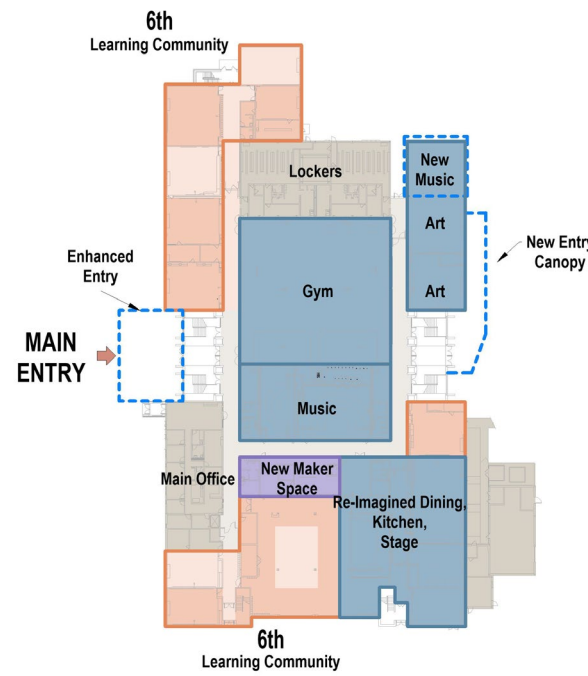 6th
Learning Community
Lockers
New
Music
Art
New Entry
Canopy
Enhanced
Entry
Gym
Art
MAIN
ENTRY
Music
Main Office
New Maker
Space
Re-Imagined Dining,
Kitchen,
Stage
6th
Learning Community